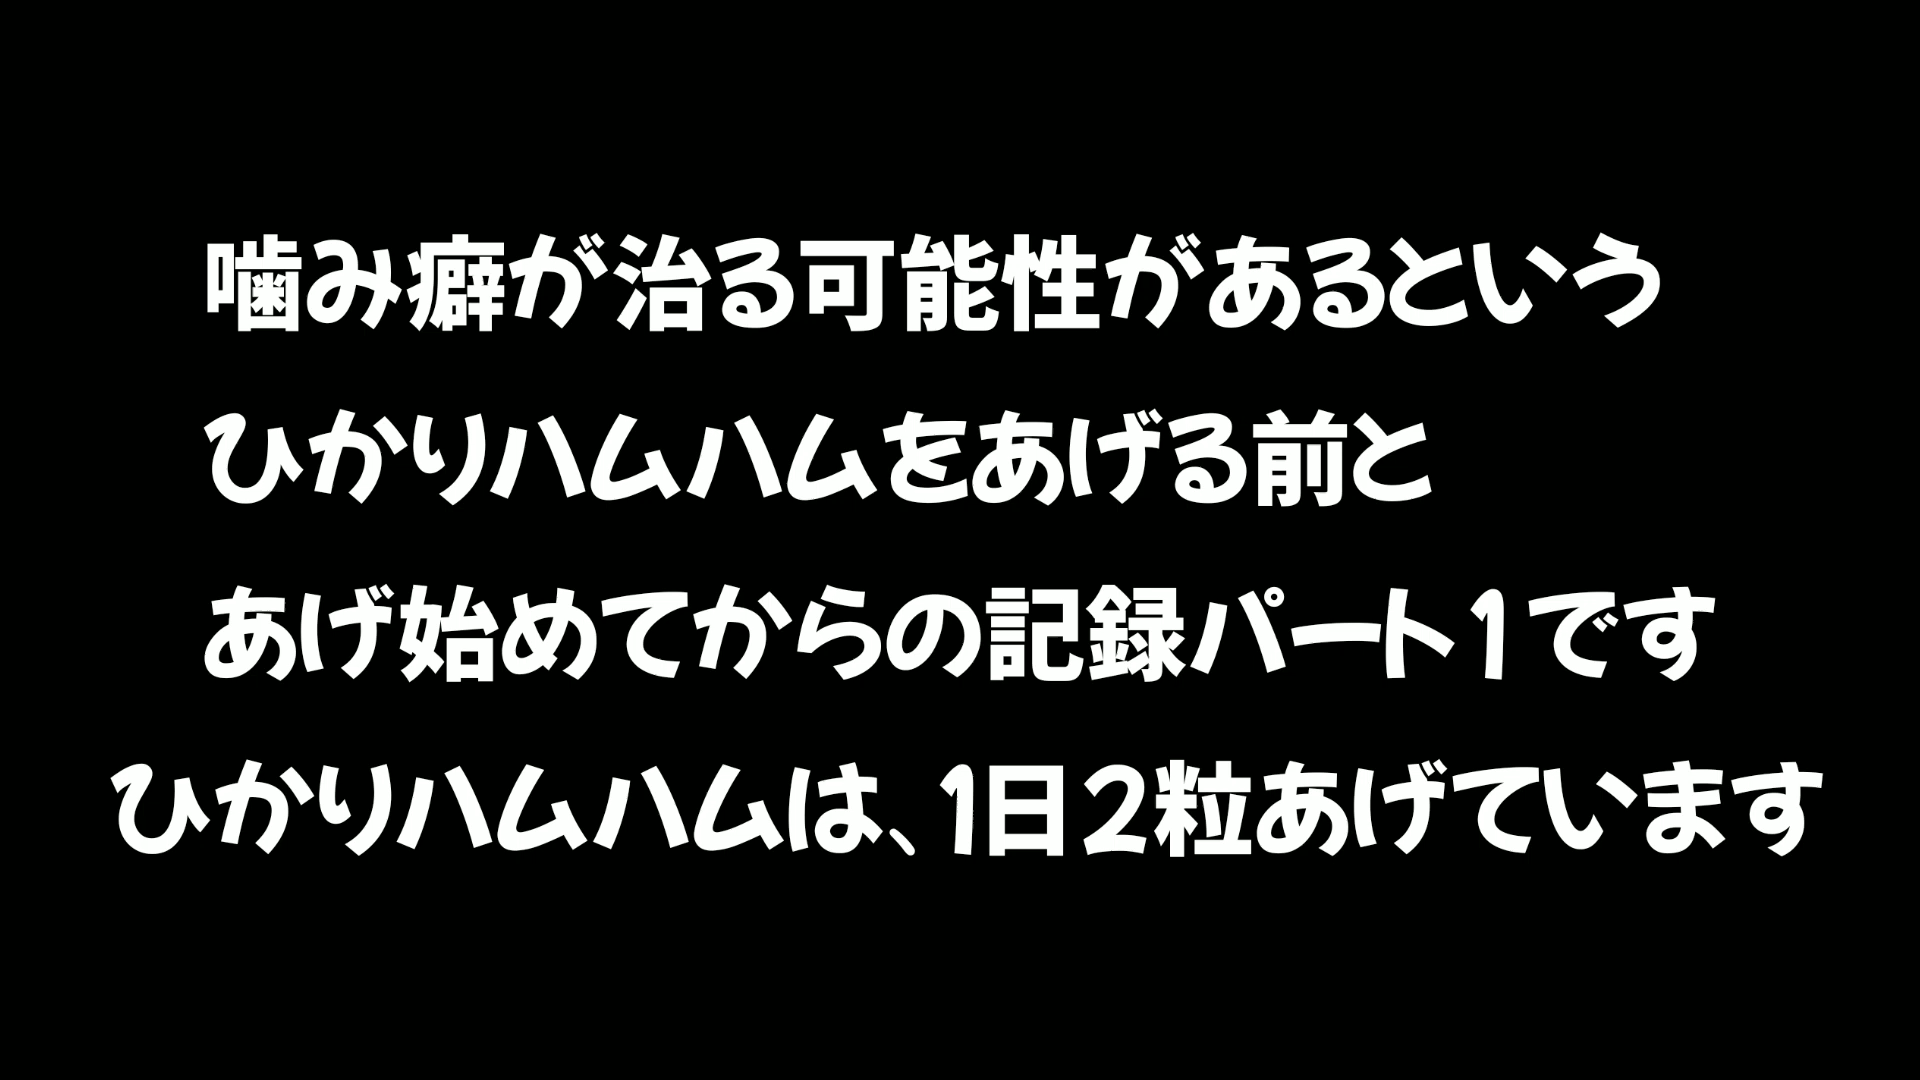 噛み癖が治る可能性があるという
ひかりハムハムをあげる前と
あげ始めてからの記録パート1です
ひかりハムハムは、1日2粒あげています